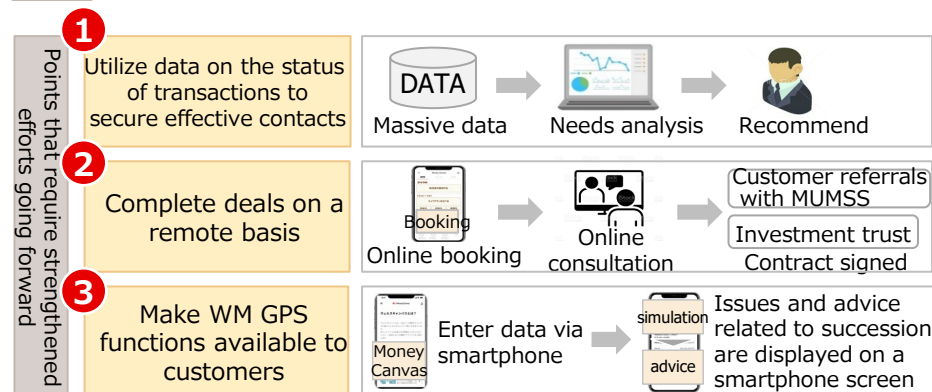 Points that require strengthened
efforts going forward
1
Utilize data on the status
of transactions to
secure effective contacts
DATA
Massive data
Needs analysis
Recommend
2
Complete deals on a
remote basis
Booking
Online booking
Online
consultation
Customer referrals
with MUMSS
Investment trust
Contract signed
3
Make WM GPS
functions available to
customers
Money
Canvas
Enter data via
smartphone
simulation
advice
Issues and advice
related to succession
are displayed on a
smartphone screen